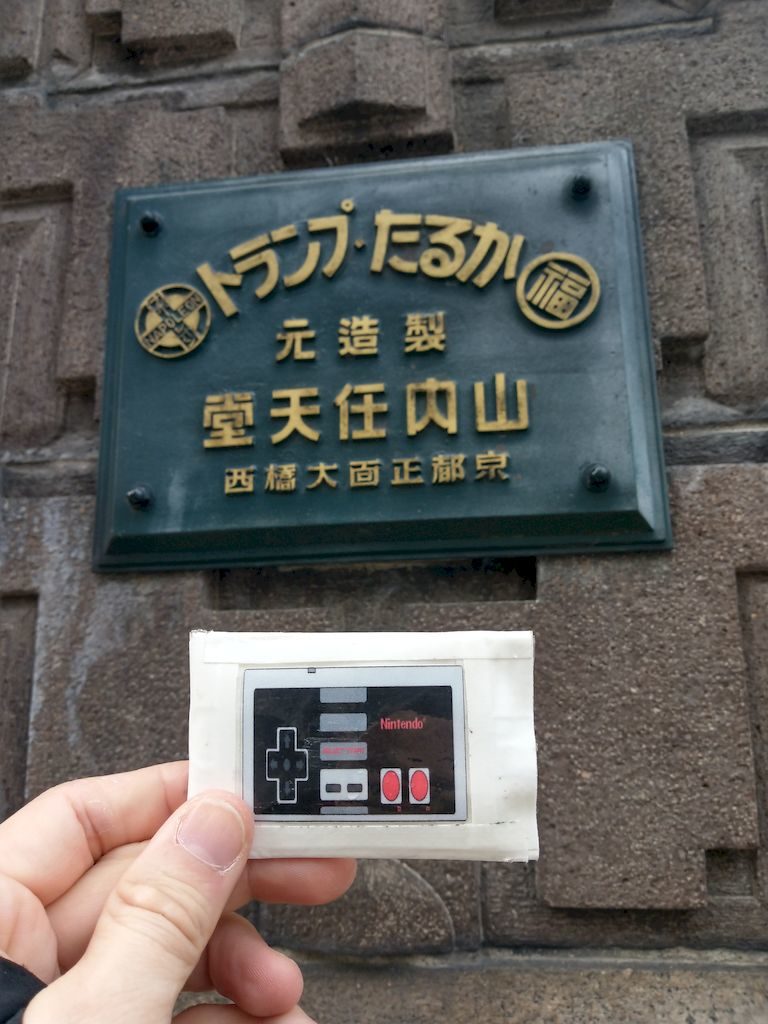 福
かるた・トランプ
NAPOLEON
製造元
山内任天堂
京都正面大橋西
Nintendo
SELECT START